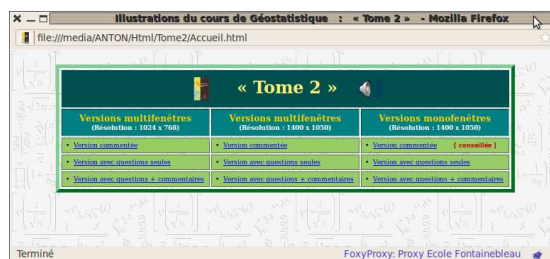 Illustrations du cours de Géostatistique : « Tome 2 » - Mozilla Firefox
file:///media/ANTON/Html/Tome2/Accueil.html
« Tome 2 »
Versions multifenêtres
(Résolution : 1024 x 768)
Versions multifenêtres
(Résolution : 1400 x 1050)
Versions monofenêtres
(Résolution : 1400 x 1050)
• Version commentée
• Version commentée
• Version commentée [ conseillée ]
• Version avec questions seules
• Version avec questions seules
• Version avec questions seules
• Version avec questions + commentaires
• Version avec questions + commentaires
• Version avec questions + commentaires
Terminé
FoxyProxy: Proxy Ecole Fontainebleau